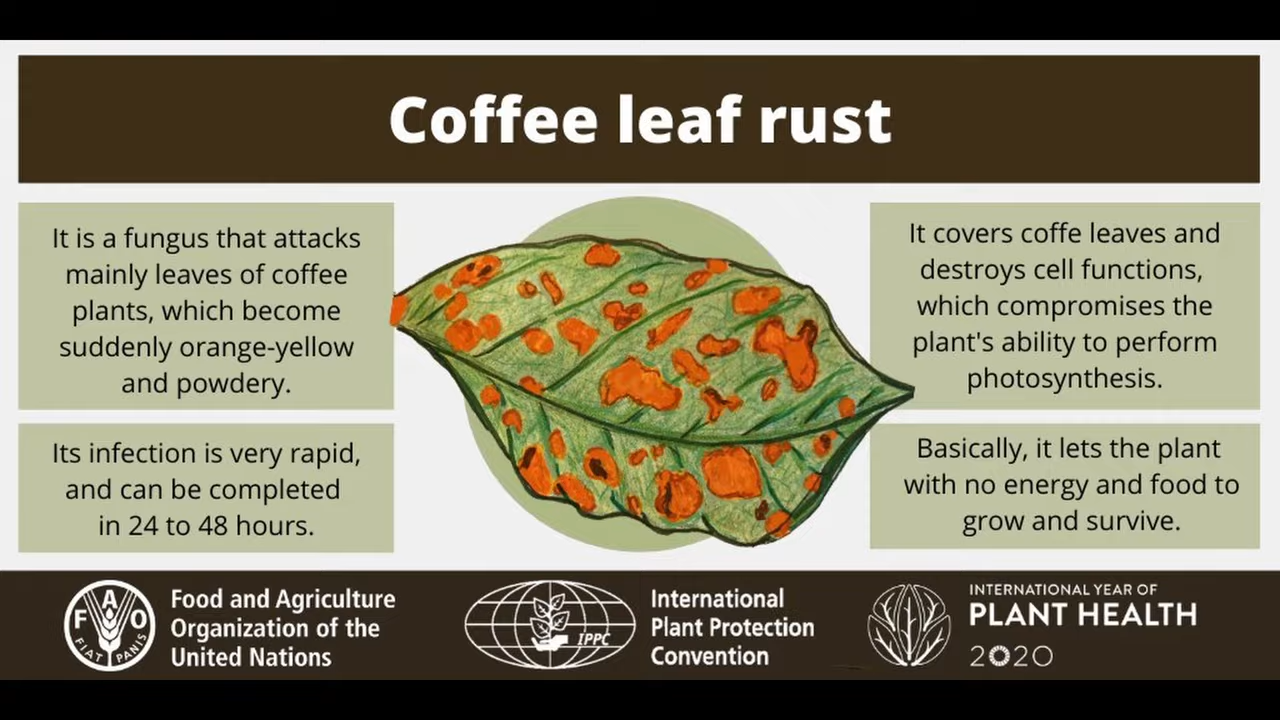 Coffee leaf rust
It is a fungus that attacks
mainly leaves of coffee
plants, which become
suddenly orange-yellow
and powdery.
Its infection is very rapid,
and can be completed
in 24 to 48 hours.
It covers coffe leaves and
destroys cell functions,
which compromises the
plant's ability to perform
photosynthesis.
Basically, it lets the plant
with no energy and food to
grow and survive.
FAO
FIAT PANIS
Food and Agriculture
Organization of the
United Nations
IPPC
International
Plant Protection
Convention
INTERNATIONAL YEAR OF
PLANT HEALTH
2020